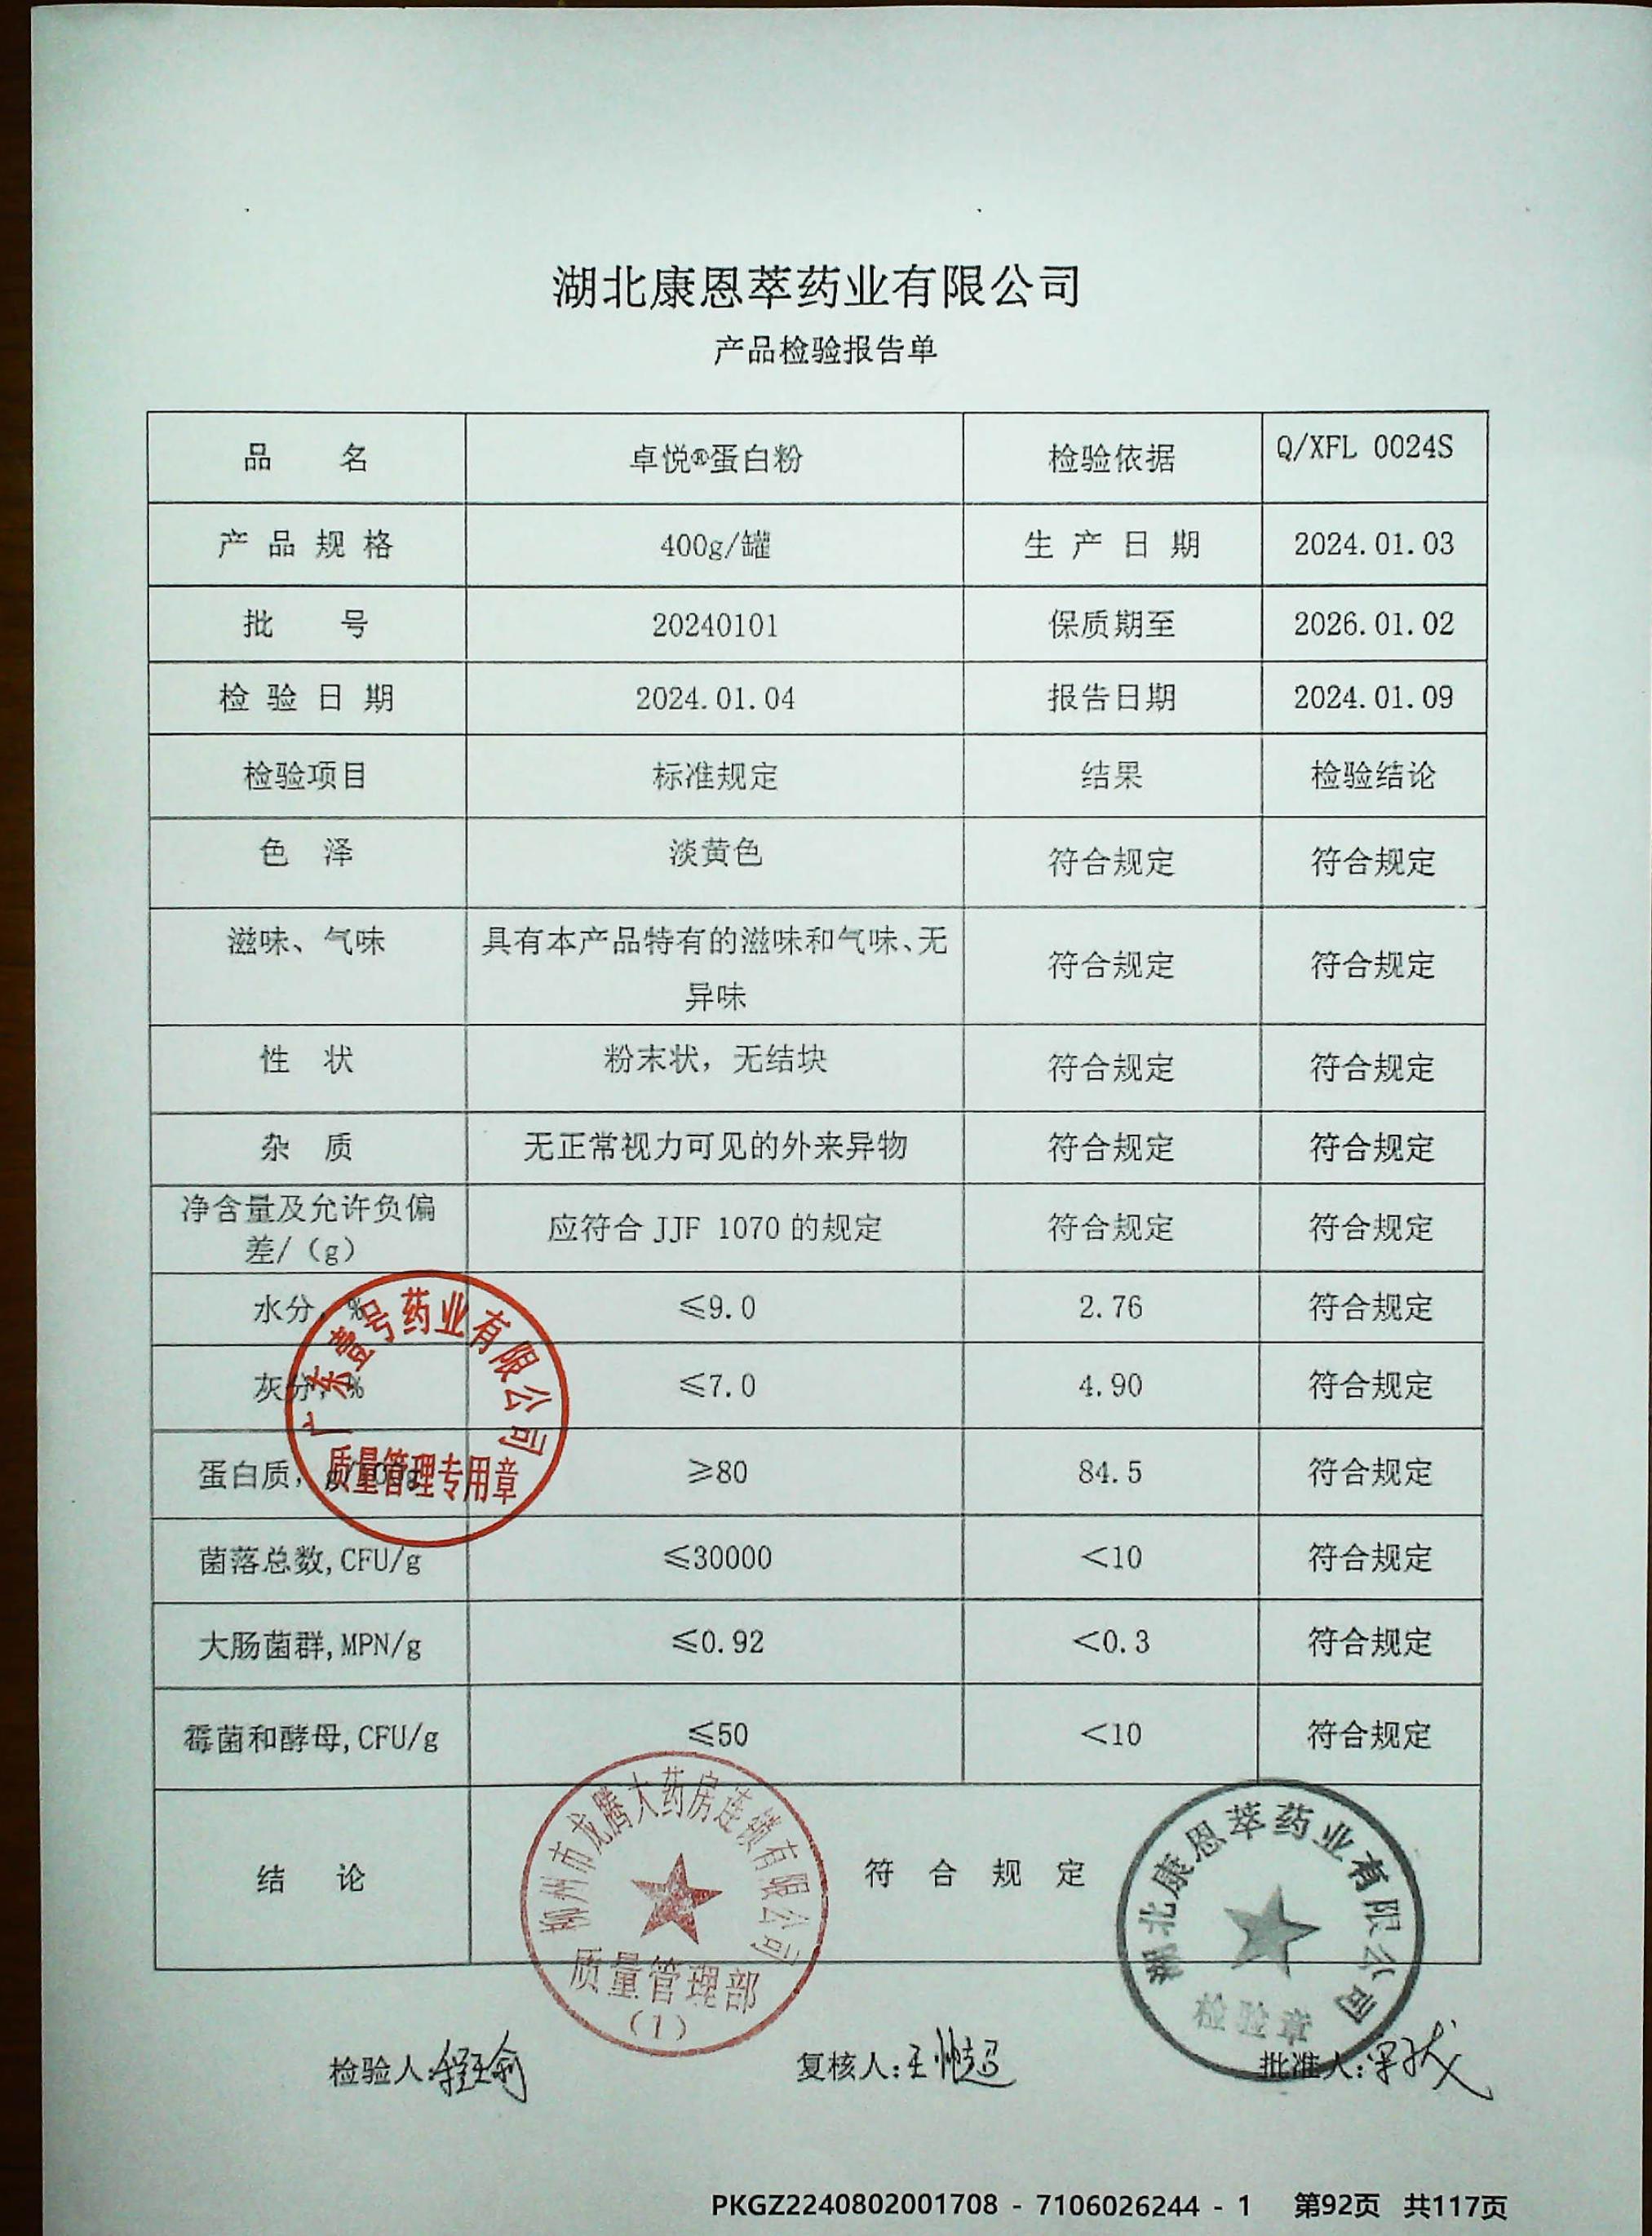 湖北康恩萃药业有限公司
产品检验报告单
品 名 卓悦®蛋白粉 检验依据 Q/XFL 0024S
产品规格 400g/罐 生产日期 2024.01.03
批 号 20240101 保质期至 2026.01.02
检验日期 2024.01.04 报告日期 2024.01.09
检验项目 标准规定 结果 检验结论
色 泽 淡黄色 符合规定 符合规定
滋味、气味 具有本产品特有的滋味和气味、无
异味 符合规定 符合规定
性 状 粉末状，无结块 符合规定 符合规定
杂 质 无正常视力可见的外来异物 符合规定 符合规定
净含量及允许负偏
差/（g） 应符合 JJF 1070 的规定 符合规定 符合规定
水分，% ≤9.0 2.76 符合规定
灰分，% ≤7.0 4.90 符合规定
蛋白质，g/100g ≥80 84.5 符合规定
菌落总数,CFU/g ≤30000 <10 符合规定
大肠菌群,MPN/g ≤0.92 <0.3 符合规定
霉菌和酵母,CFU/g ≤50 <10 符合规定
结 论 符 合 规 定
广东壹号药业有限公司
质量管理专用章
柳州市龙腾大药房连锁有限公司
质量管理部
（1）
湖北康恩萃药业有限公司
检验章
检验人: 复核人: 批准人:
PKGZ2240802001708 - 7106026244 - 1 第92页 共117页